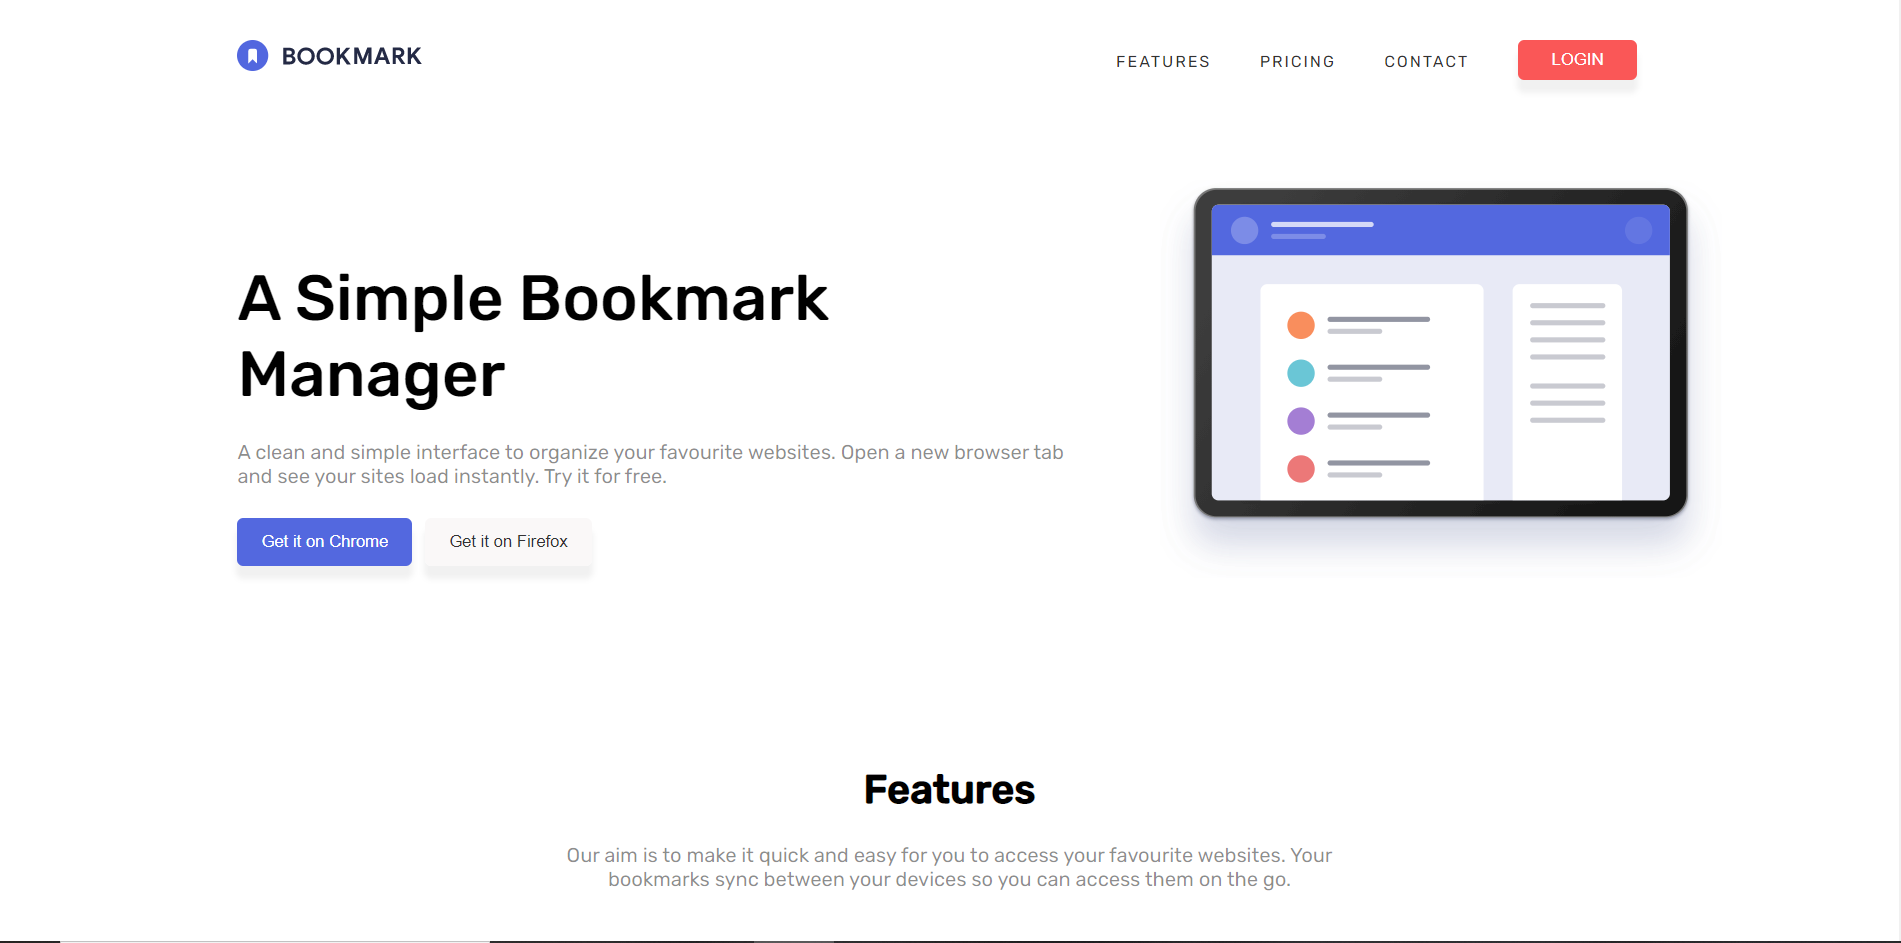 BOOKMARK
FEATURES PRICING CONTACT LOGIN
A Simple Bookmark
Manager
A clean and simple interface to organize your favourite websites. Open a new browser tab
and see your sites load instantly. Try it for free.
Get it on Chrome Get it on Firefox
Features
Our aim is to make it quick and easy for you to access your favourite websites. Your
bookmarks sync between your devices so you can access them on the go.